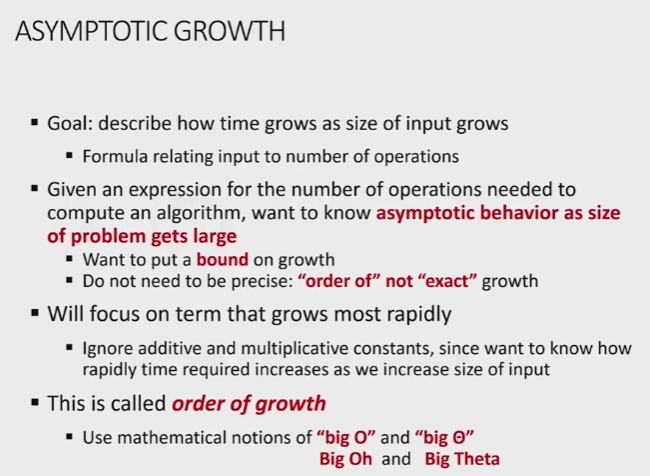 ASYMPTOTIC GROWTH
▪ Goal: describe how time grows as size of input grows
▪ Formula relating input to number of operations
▪ Given an expression for the number of operations needed to
compute an algorithm, want to know asymptotic behavior as size
of problem gets large
▪ Want to put a bound on growth
▪ Do not need to be precise: “order of” not “exact” growth
▪ Will focus on term that grows most rapidly
▪ Ignore additive and multiplicative constants, since want to know how
rapidly time required increases as we increase size of input
▪ This is called order of growth
▪ Use mathematical notions of “big O” and “big Θ”
Big Oh and Big Theta